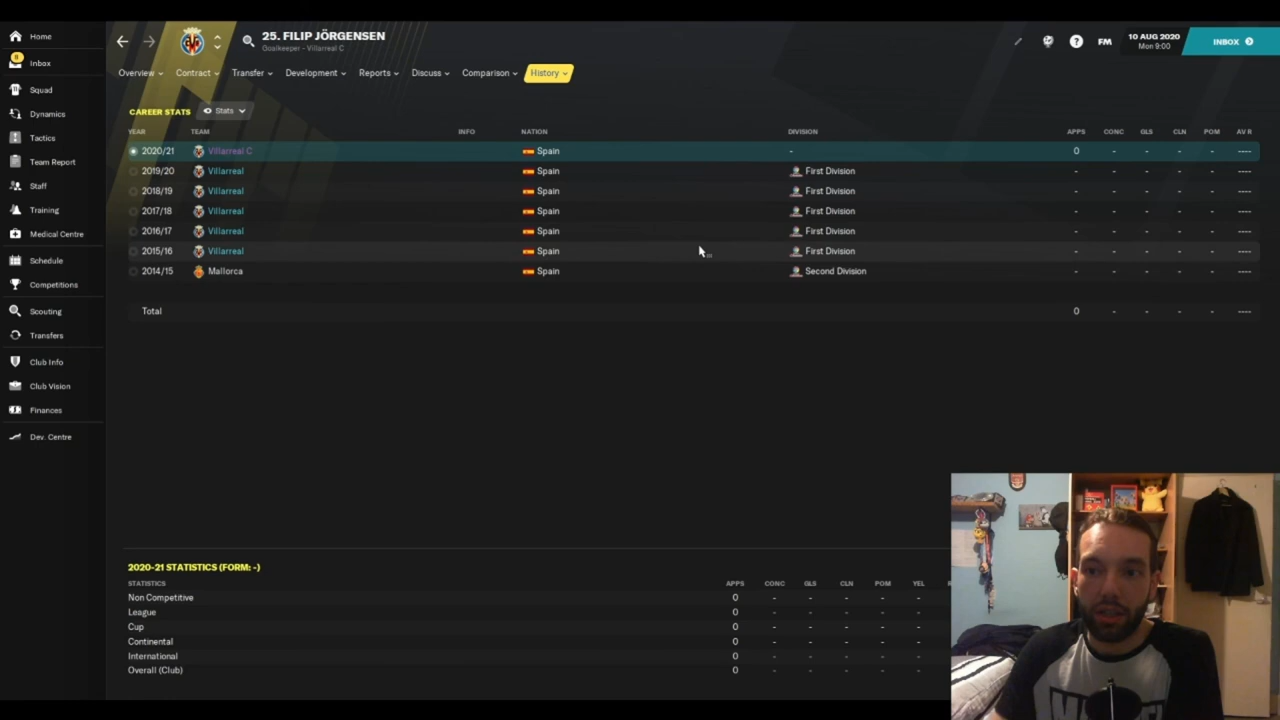 Home
Inbox
8
Squad
Dynamics
Tactics
Team Report
Staff
Training
Medical Centre
Schedule
Competitions
Scouting
Transfers
Club Info
Club Vision
Finances
Dev. Centre
25. FILIP JÖRGENSEN
Goalkeeper - Villarreal C
FM
10 AUG 2020
Mon 9:00
INBOX
Overview Contract Transfer Development Reports Discuss Comparison History
CAREER STATS Stats
YEAR TEAM INFO NATION DIVISION APPS CONC GLS CLN POM AV R
2020/21 Villarreal C Spain - 0 - - - - ----
2019/20 Villarreal Spain First Division - - - - - ----
2018/19 Villarreal Spain First Division - - - - - ----
2017/18 Villarreal Spain First Division - - - - - ----
2016/17 Villarreal Spain First Division - - - - - ----
2015/16 Villarreal Spain First Division - - - - - ----
2014/15 Mallorca Spain Second Division - - - - - ----
Total 0 - - - - ----
2020-21 STATISTICS (FORM: -)
STATISTICS APPS CONC GLS CLN POM YEL
Non Competitive 0 - - - - -
League 0 - - - - -
Cup 0 - - - - -
Continental 0 - - - - -
International 0 - - - - -
Overall (Club) 0 - - - - -